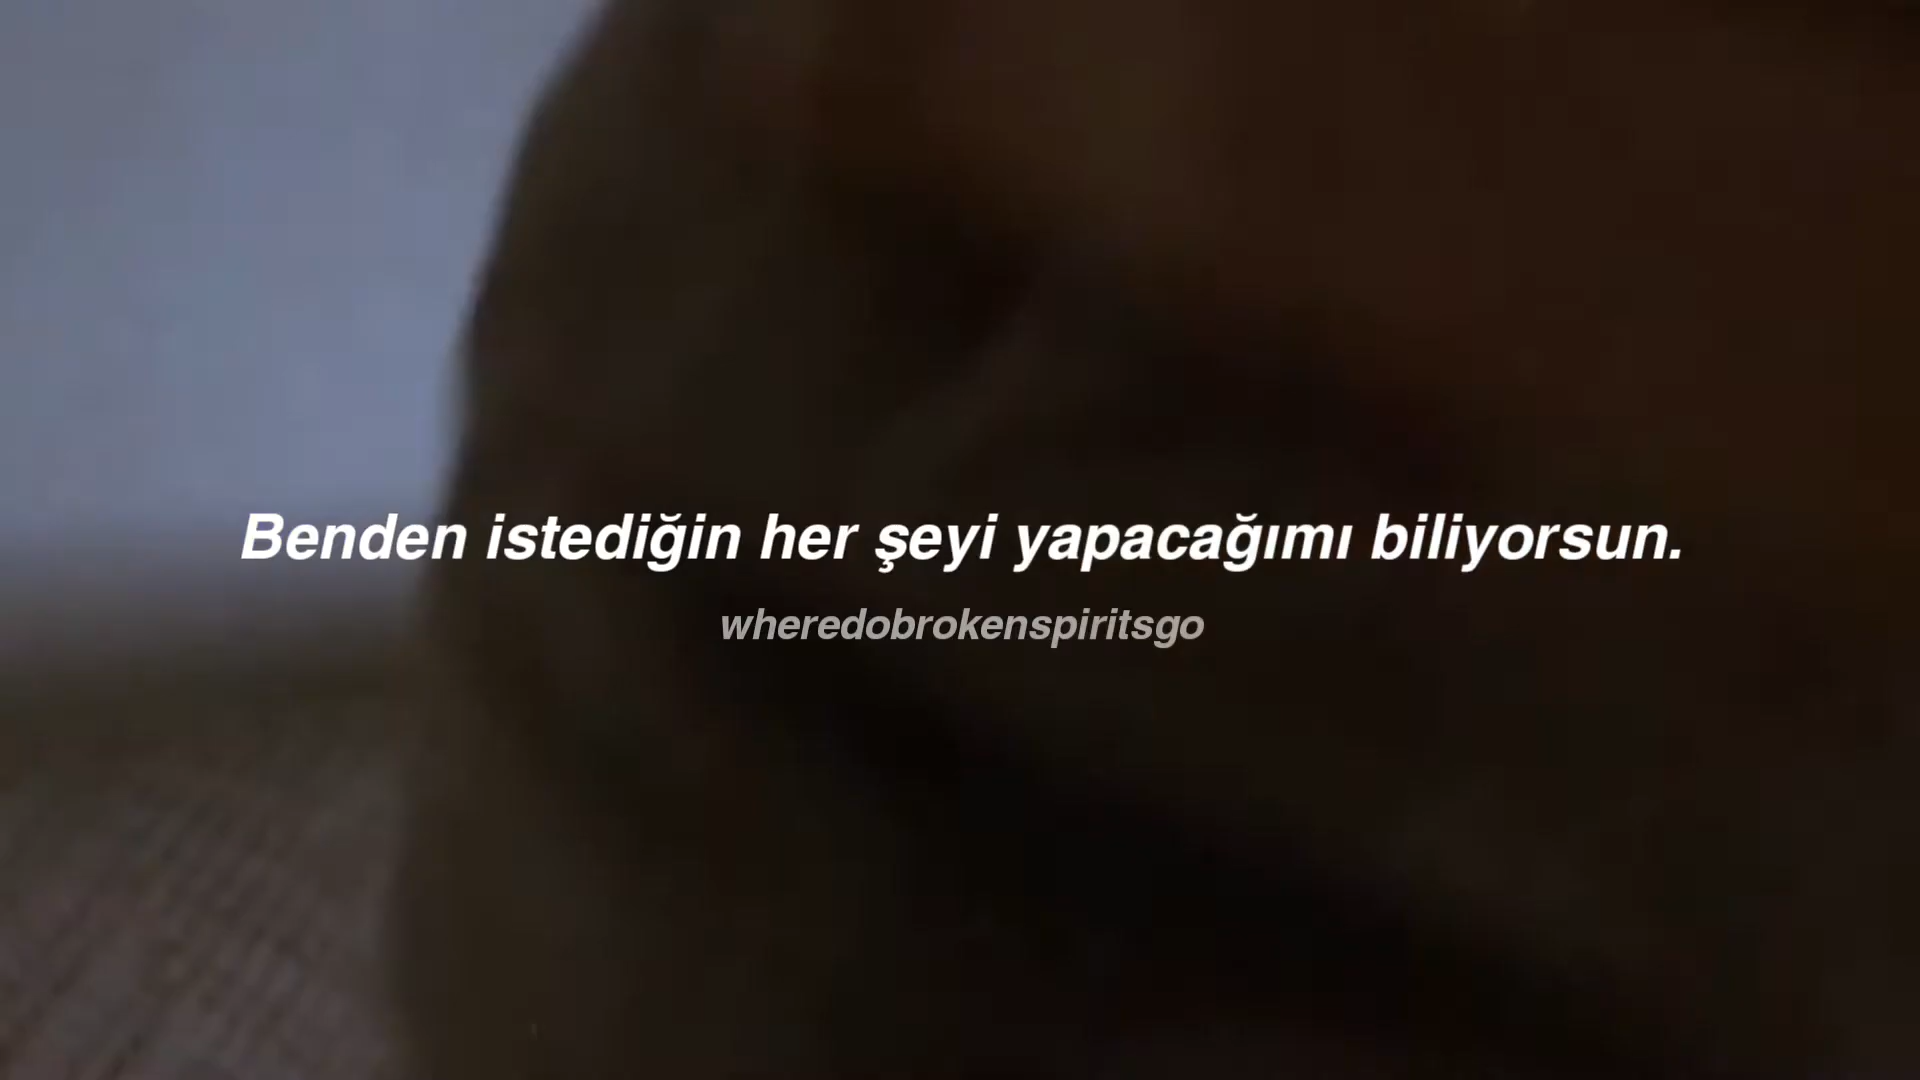 Benden istediğin her şeyi yapacağımı biliyorsun.
wheredobrokenspiritsgo